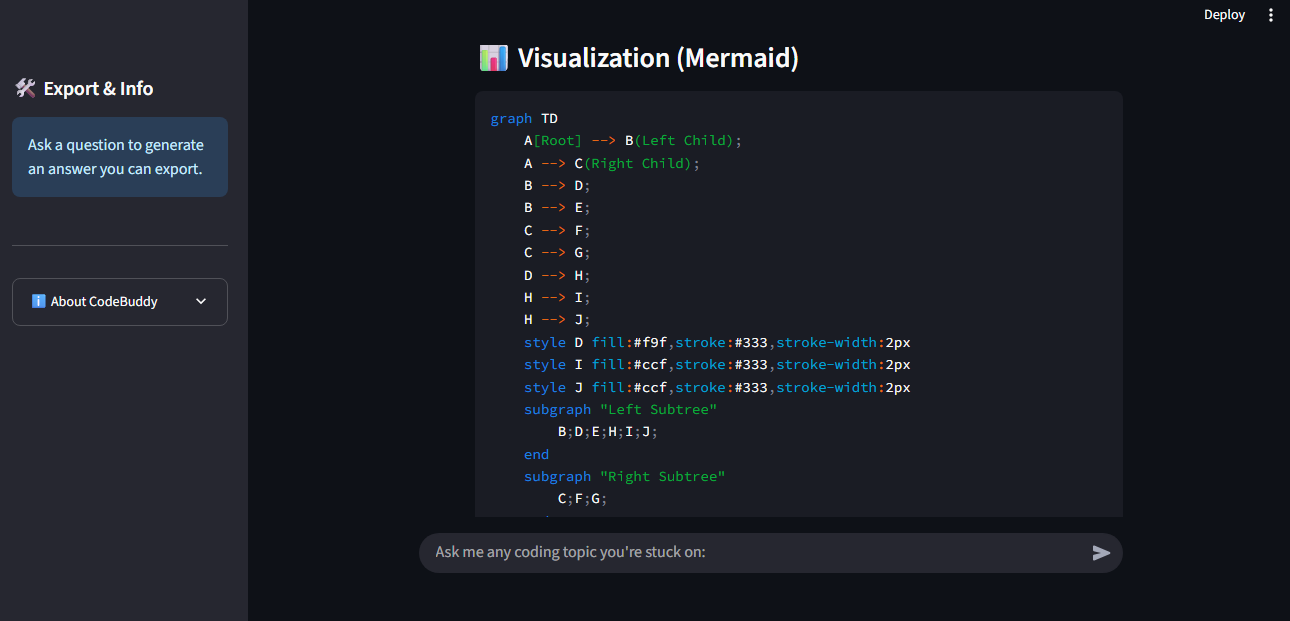 Deploy
Export & Info
Ask a question to generate
an answer you can export.
About CodeBuddy
Visualization (Mermaid)
graph TD
    A[Root] --> B(Left Child);
    A --> C(Right Child);
    B --> D;
    B --> E;
    C --> F;
    C --> G;
    D --> H;
    H --> I;
    H --> J;
    style D fill:#f9f,stroke:#333,stroke-width:2px
    style I fill:#ccf,stroke:#333,stroke-width:2px
    style J fill:#ccf,stroke:#333,stroke-width:2px
    subgraph "Left Subtree"
        B;D;E;H;I;J;
    end
    subgraph "Right Subtree"
        C;F;G;
Ask me any coding topic you're stuck on: